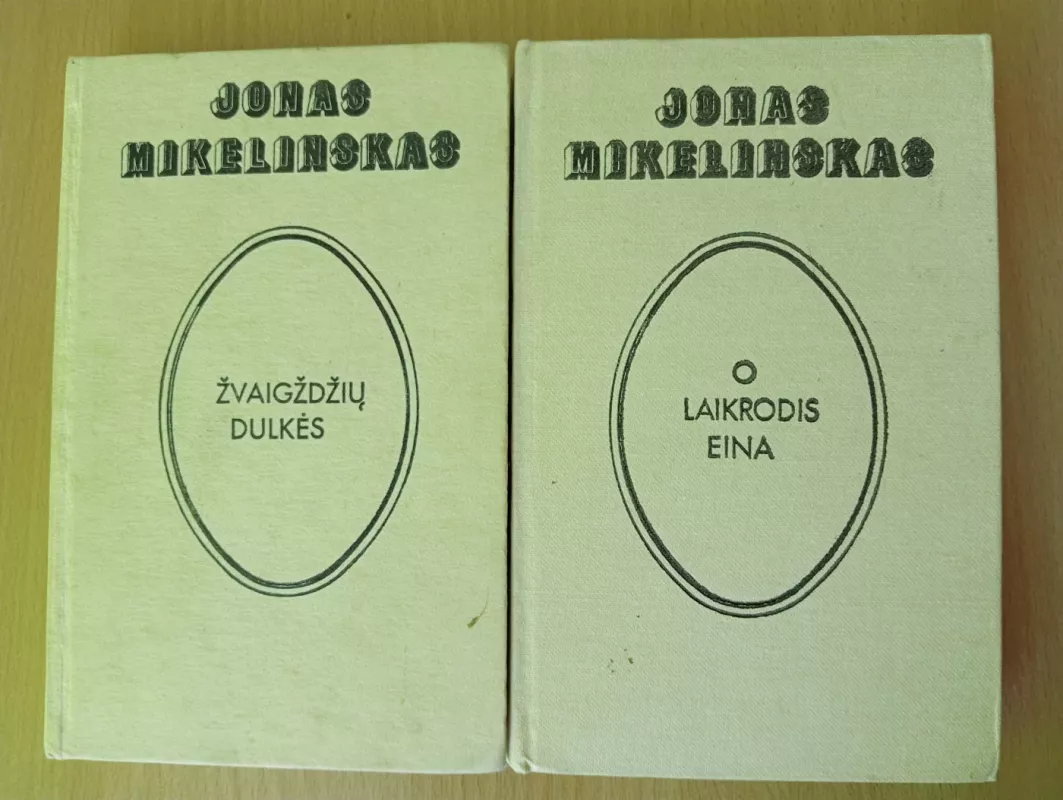 JONAS
MIKELINSKAS
ŽVAIGŽDŽIŲ
DULKĖS
JONAS
MIKELINSKAS
O
LAIKRODIS
EINA